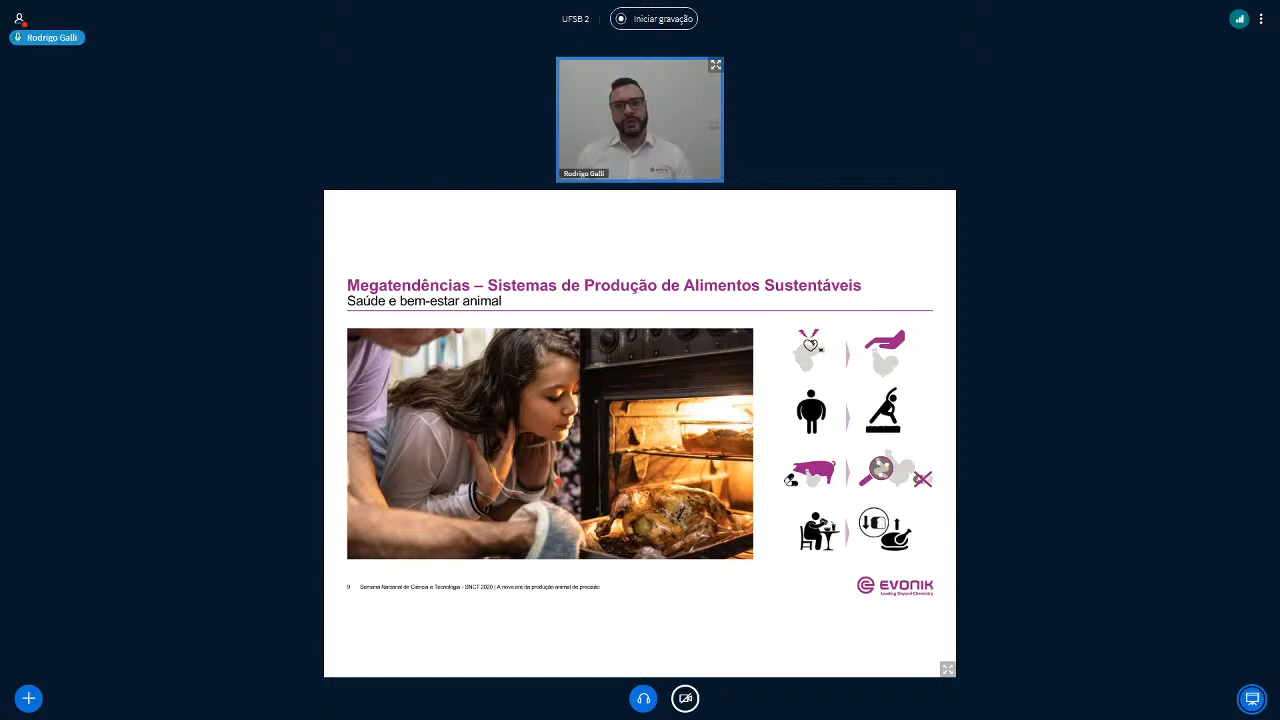 UFSB 2
Iniciar gravação
Rodrigo Galli
Rodrigo Galli
Megatendências – Sistemas de Produção de Alimentos Sustentáveis
Saúde e bem-estar animal
9 Semana Nacional de Ciência e Tecnologia - SNCT 2020 | A nova era da produção animal de precisão
EVONIK
Leading Beyond Chemistry